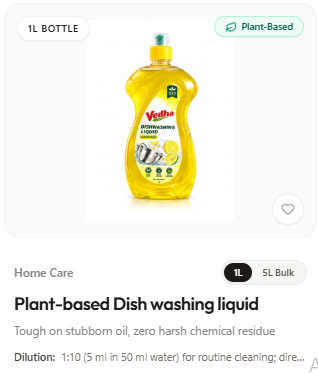 1L BOTTLE
Plant-Based
Vedha
DISHWASHING
LIQUID
Home Care
1L
5L Bulk
Plant-based Dish washing liquid
Tough on stubborn oil, zero harsh chemical residue
Dilution: 1:10 (5 ml in 50 ml water) for routine cleaning; dire...